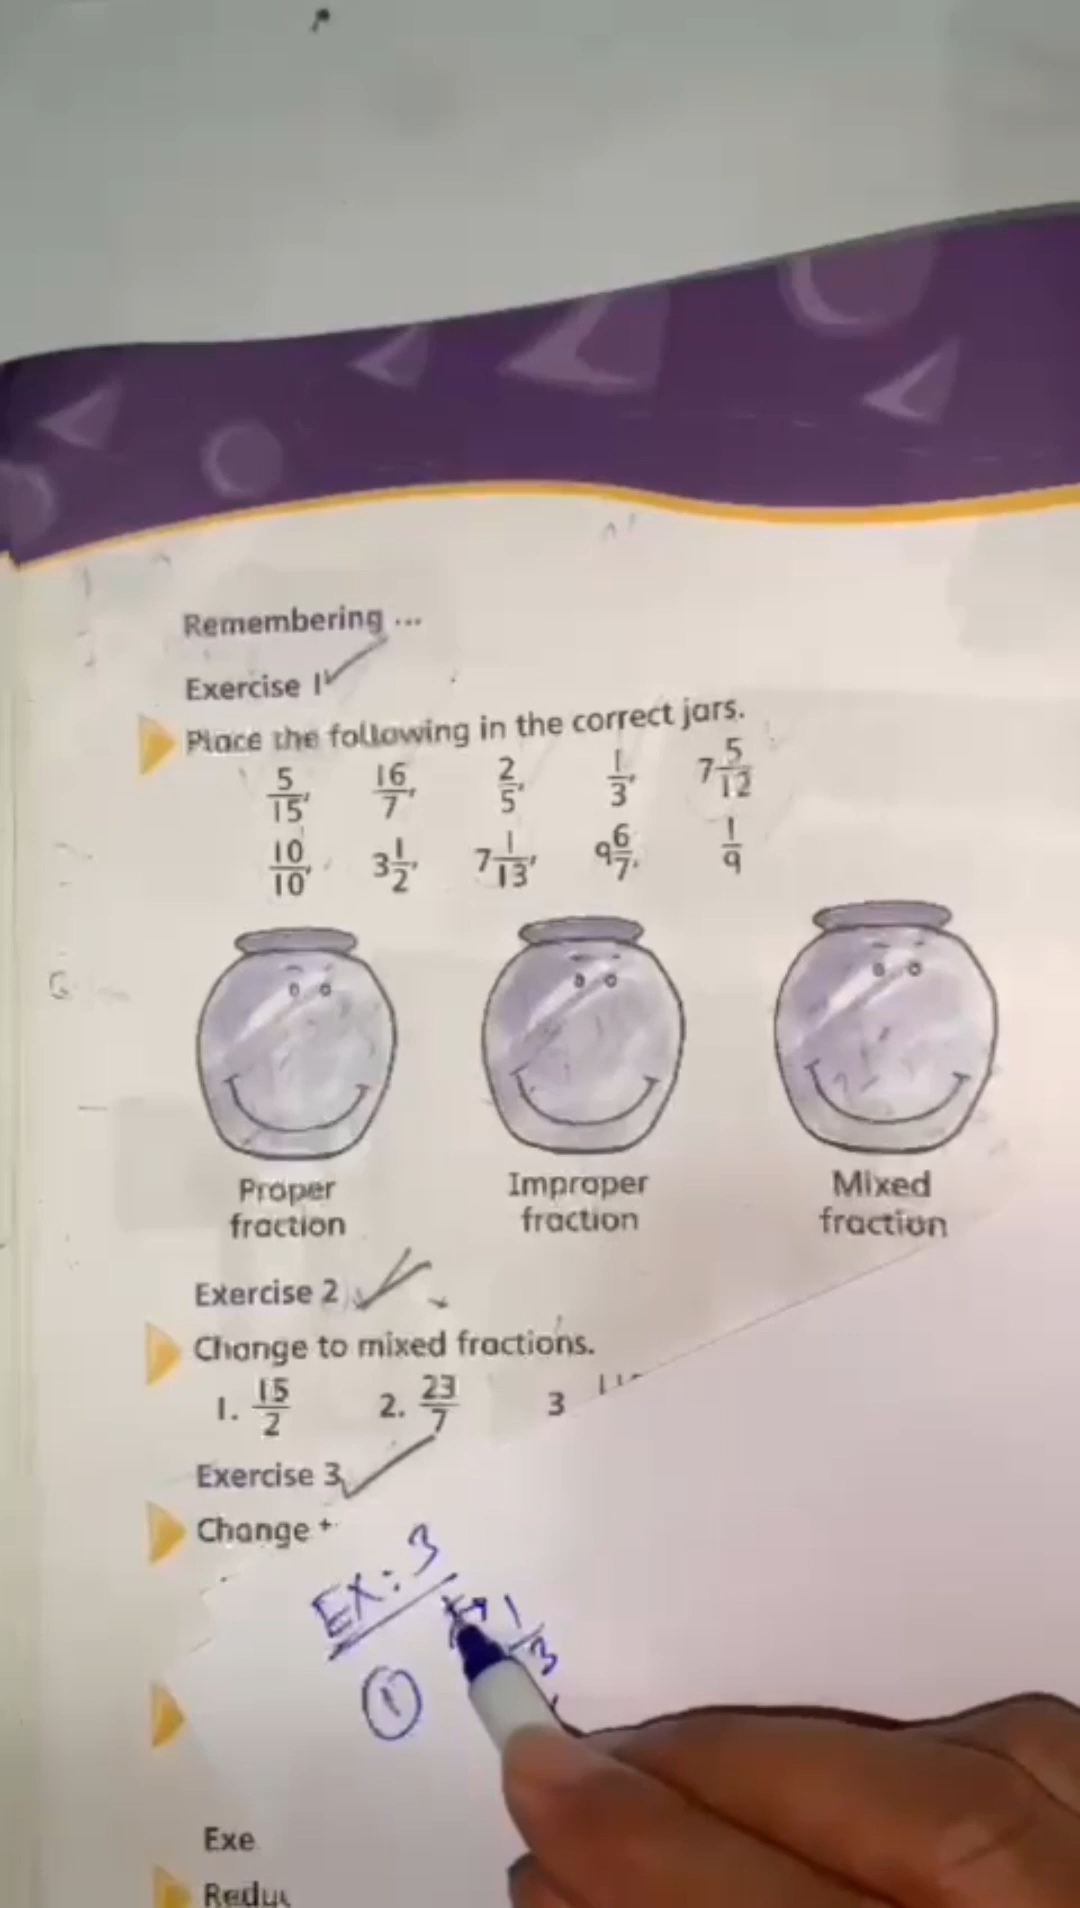 Remembering ...
Exercise 1
Place the following in the correct jars.
5/15, 16/7, 2/5, 1/3, 7 5/12
10/10, 3 1/2, 7 1/13, 9 6/7, 1/9
Proper fraction
Improper fraction
Mixed fraction
Exercise 2
Change to mixed fractions.
1. 15/2 2. 23/7 3
Exercise 3
Change
EX: 3
① 1/3
Exe
Redu